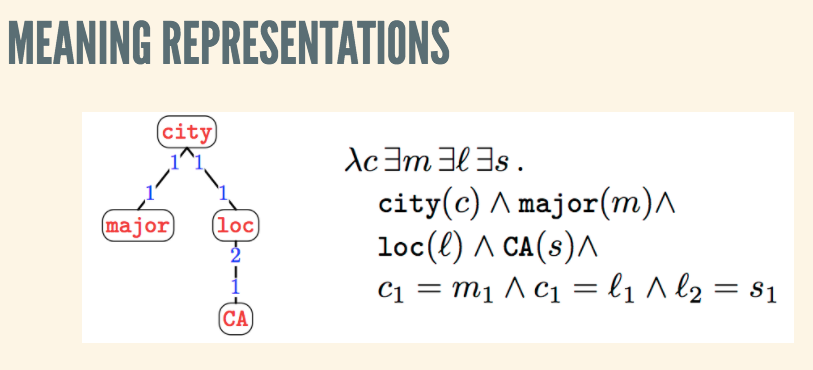 MEANING REPRESENTATIONS
city
1 1
1 1
major loc
2
1
CA
λc ∃m ∃ℓ ∃s .
city(c) ∧ major(m)∧
loc(ℓ) ∧ CA(s)∧
c₁ = m₁ ∧ c₁ = ℓ₁ ∧ ℓ₂ = s₁